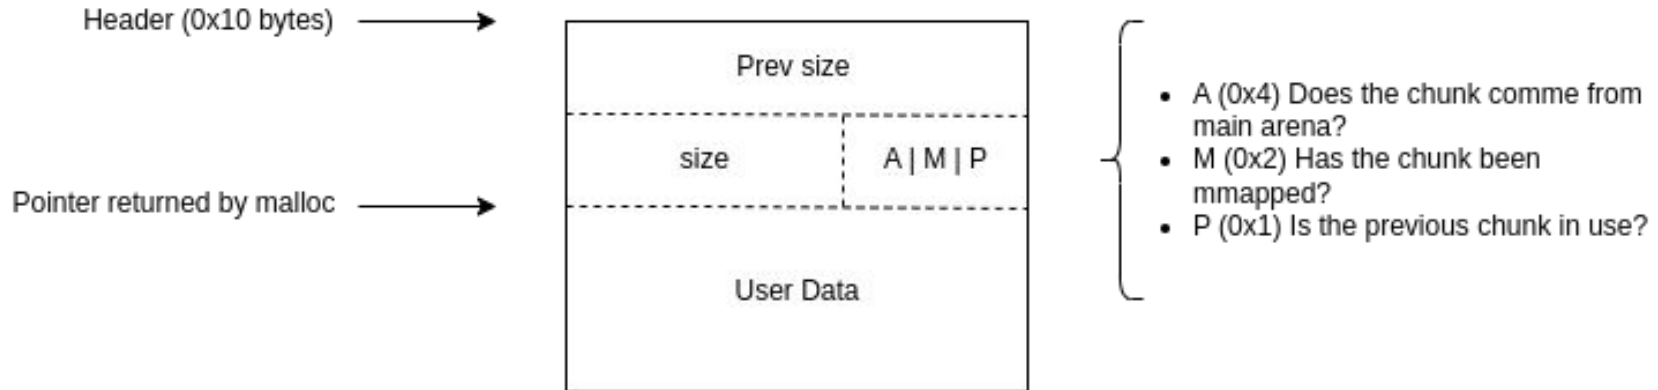 Header (0x10 bytes)
Prev size
size
A | M | P
Pointer returned by malloc
User Data
• A (0x4) Does the chunk comme from
main arena?
• M (0x2) Has the chunk been
mmapped?
• P (0x1) Is the previous chunk in use?